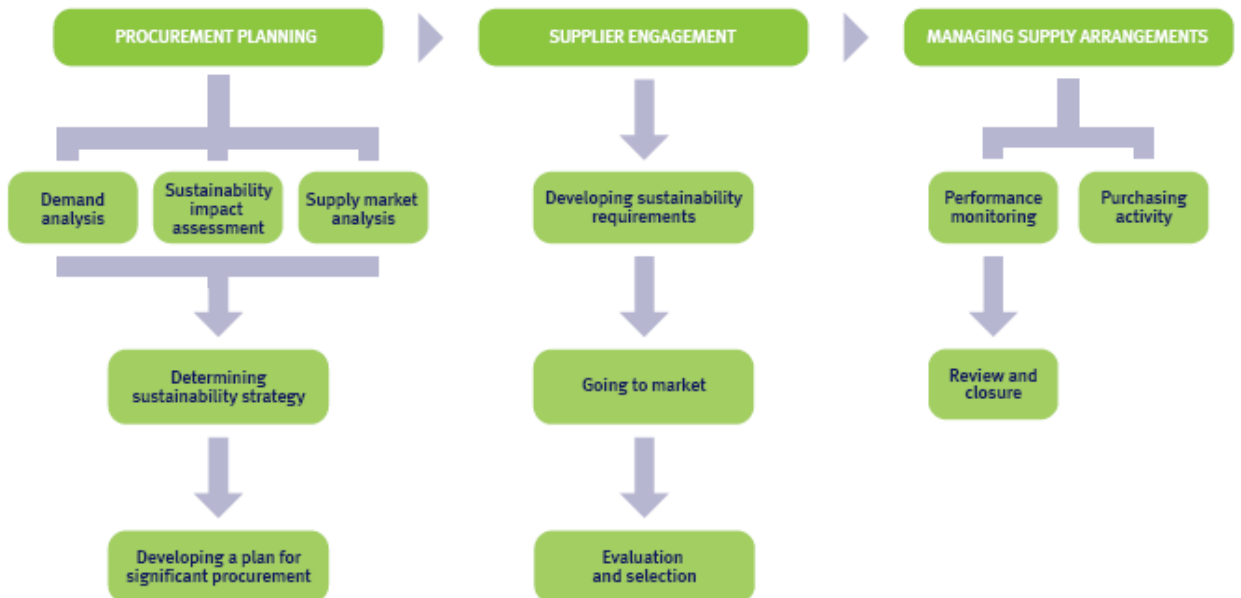 PROCUREMENT PLANNING
SUPPLIER ENGAGEMENT
MANAGING SUPPLY ARRANGEMENTS
Demand
analysis
Sustainability
impact
assessment
Supply market
analysis
Developing sustainability
requirements
Performance
monitoring
Purchasing
activity
Determining
sustainability strategy
Going to market
Review and
closure
Developing a plan for
significant procurement
Evaluation
and selection